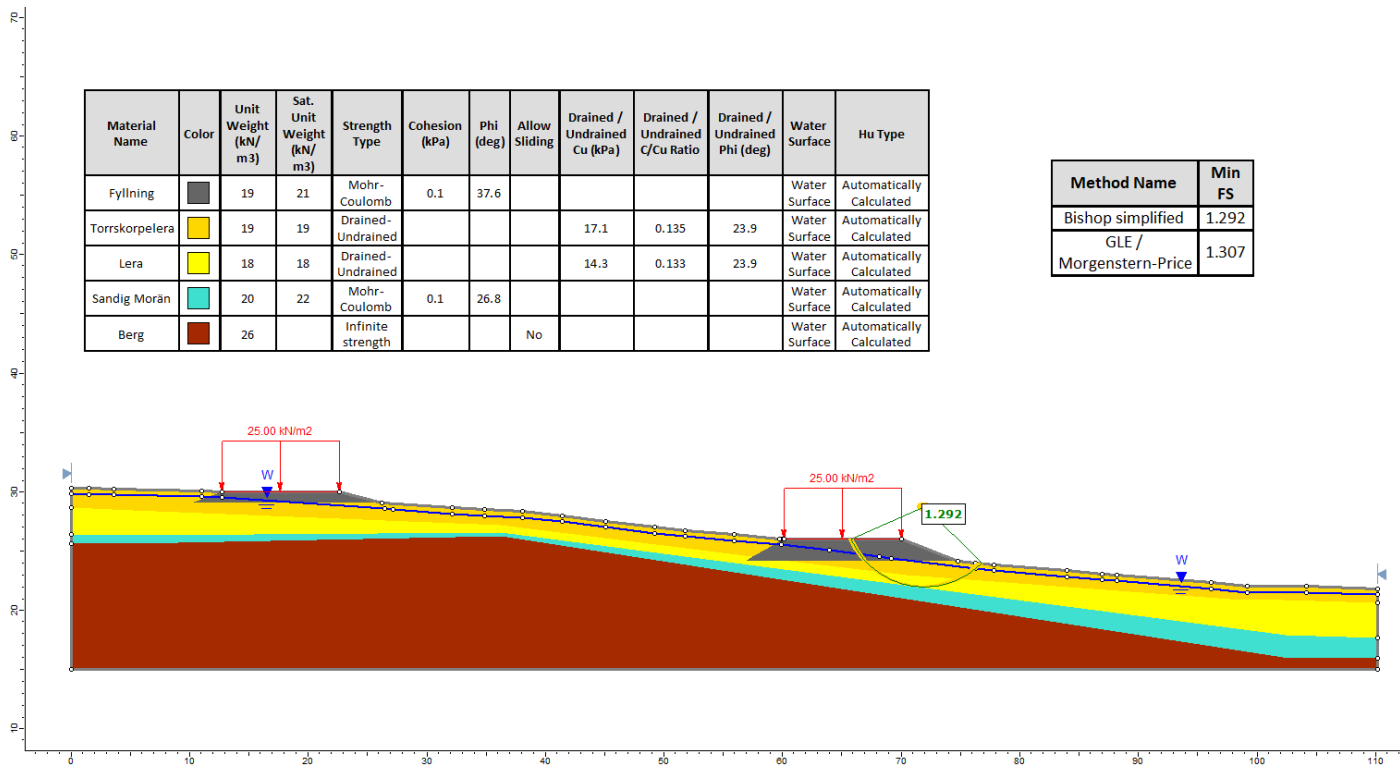 70
60
50
40
30
20
10
0
10
20
30
40
50
60
70
80
90
100
110
Material Name
Color
Unit Weight (kN/ m3)
Sat. Unit Weight (kN/ m3)
Strength Type
Cohesion (kPa)
Phi (deg)
Allow Sliding
Drained / Undrained Cu (kPa)
Drained / Undrained C/Cu Ratio
Drained / Undrained Phi (deg)
Water Surface
Hu Type
Fyllning 19 21 Mohr- Coulomb 0.1 37.6 Water Surface Automatically Calculated
Torrskorpelera 19 19 Drained- Undrained 17.1 0.135 23.9 Water Surface Automatically Calculated
Lera 18 18 Drained- Undrained 14.3 0.133 23.9 Water Surface Automatically Calculated
Sandig Morän 20 22 Mohr- Coulomb 0.1 26.8 Water Surface Automatically Calculated
Berg 26 Infinite strength No Water Surface Automatically Calculated
Method Name Min FS
Bishop simplified 1.292
GLE / Morgenstern-Price 1.307
25.00 kN/m2
W
25.00 kN/m2
1.292
W